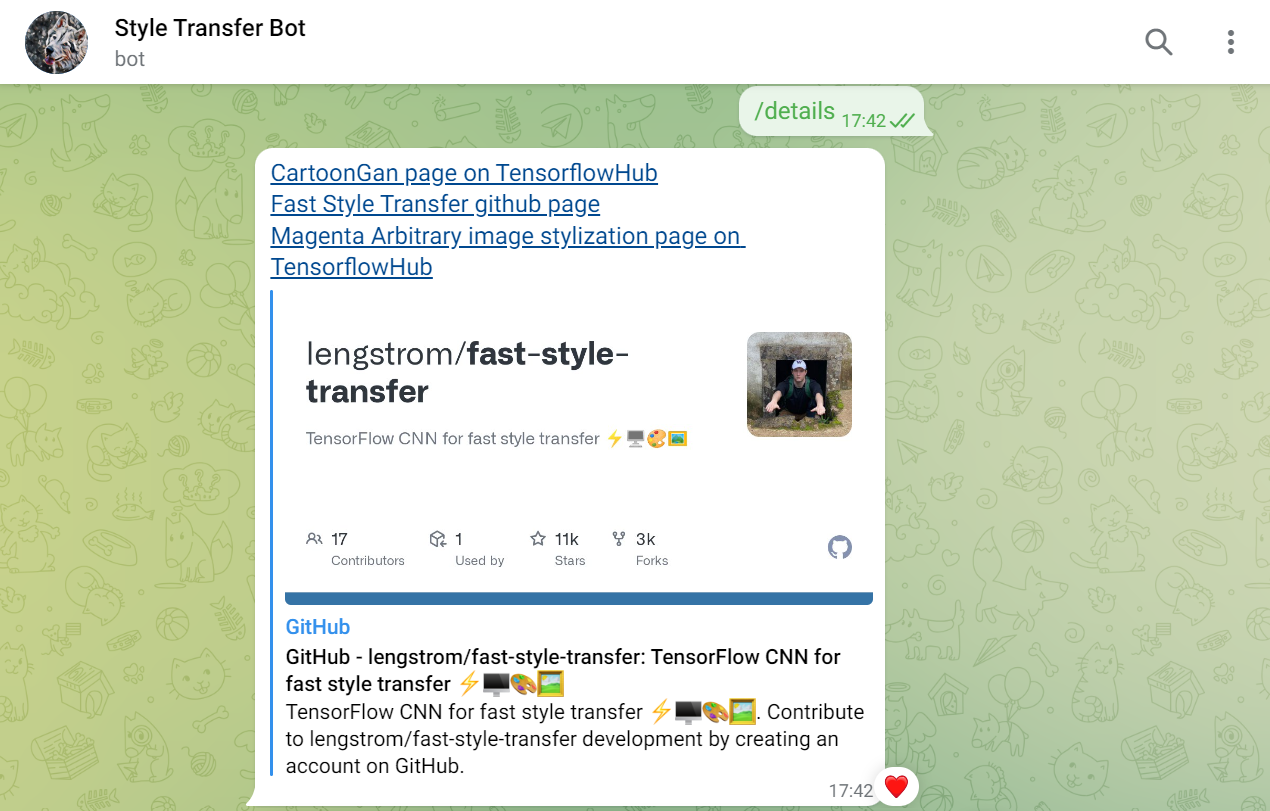 Style Transfer Bot
bot
/details 17:42
CartoonGan page on TensorflowHub
Fast Style Transfer github page
Magenta Arbitrary image stylization page on
TensorflowHub
lengstrom/fast-style-
transfer
TensorFlow CNN for fast style transfer ⚡🖥️🎨🖼️
17 1 11k 3k
Contributors Used by Stars Forks
GitHub
GitHub - lengstrom/fast-style-transfer: TensorFlow CNN for
fast style transfer ⚡🖥️🎨🖼️
TensorFlow CNN for fast style transfer ⚡🖥️🎨🖼️. Contribute
to lengstrom/fast-style-transfer development by creating an
account on GitHub.
17:42 ❤️